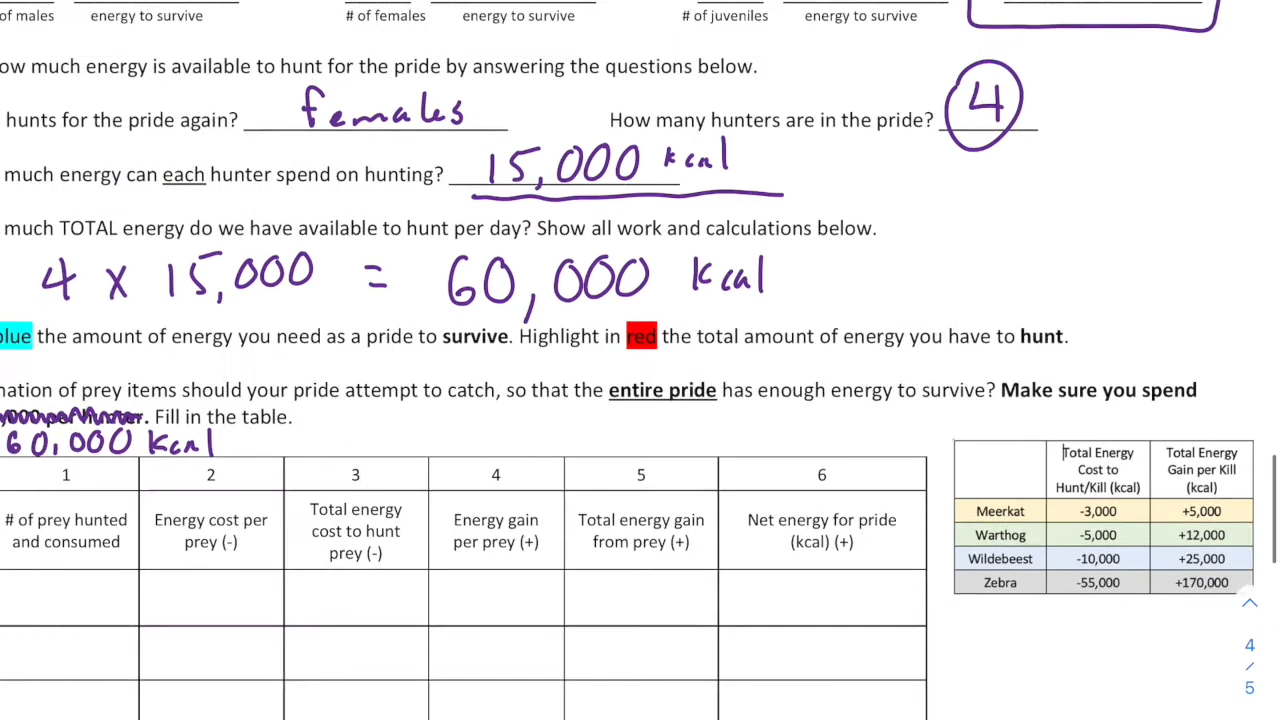 of males energy to survive # of females energy to survive # of juveniles energy to survive
ow much energy is available to hunt for the pride by answering the questions below.
hunts for the pride again? females How many hunters are in the pride? 4
much energy can each hunter spend on hunting? 15,000 kcal
much TOTAL energy do we have available to hunt per day? Show all work and calculations below.
4 x 15,000 = 60,000 kcal
blue the amount of energy you need as a pride to survive. Highlight in red the total amount of energy you have to hunt.
nation of prey items should your pride attempt to catch, so that the entire pride has enough energy to survive? Make sure you spend
,000 per hunter. Fill in the table.
60,000 kcal
1 2 3 4 5 6
# of prey hunted and consumed
Energy cost per prey (-)
Total energy cost to hunt prey (-)
Energy gain per prey (+)
Total energy gain from prey (+)
Net energy for pride (kcal) (+)
Total Energy Cost to Hunt/Kill (kcal)
Total Energy Gain per Kill (kcal)
Meerkat -3,000 +5,000
Warthog -5,000 +12,000
Wildebeest -10,000 +25,000
Zebra -55,000 +170,000
4
/
5